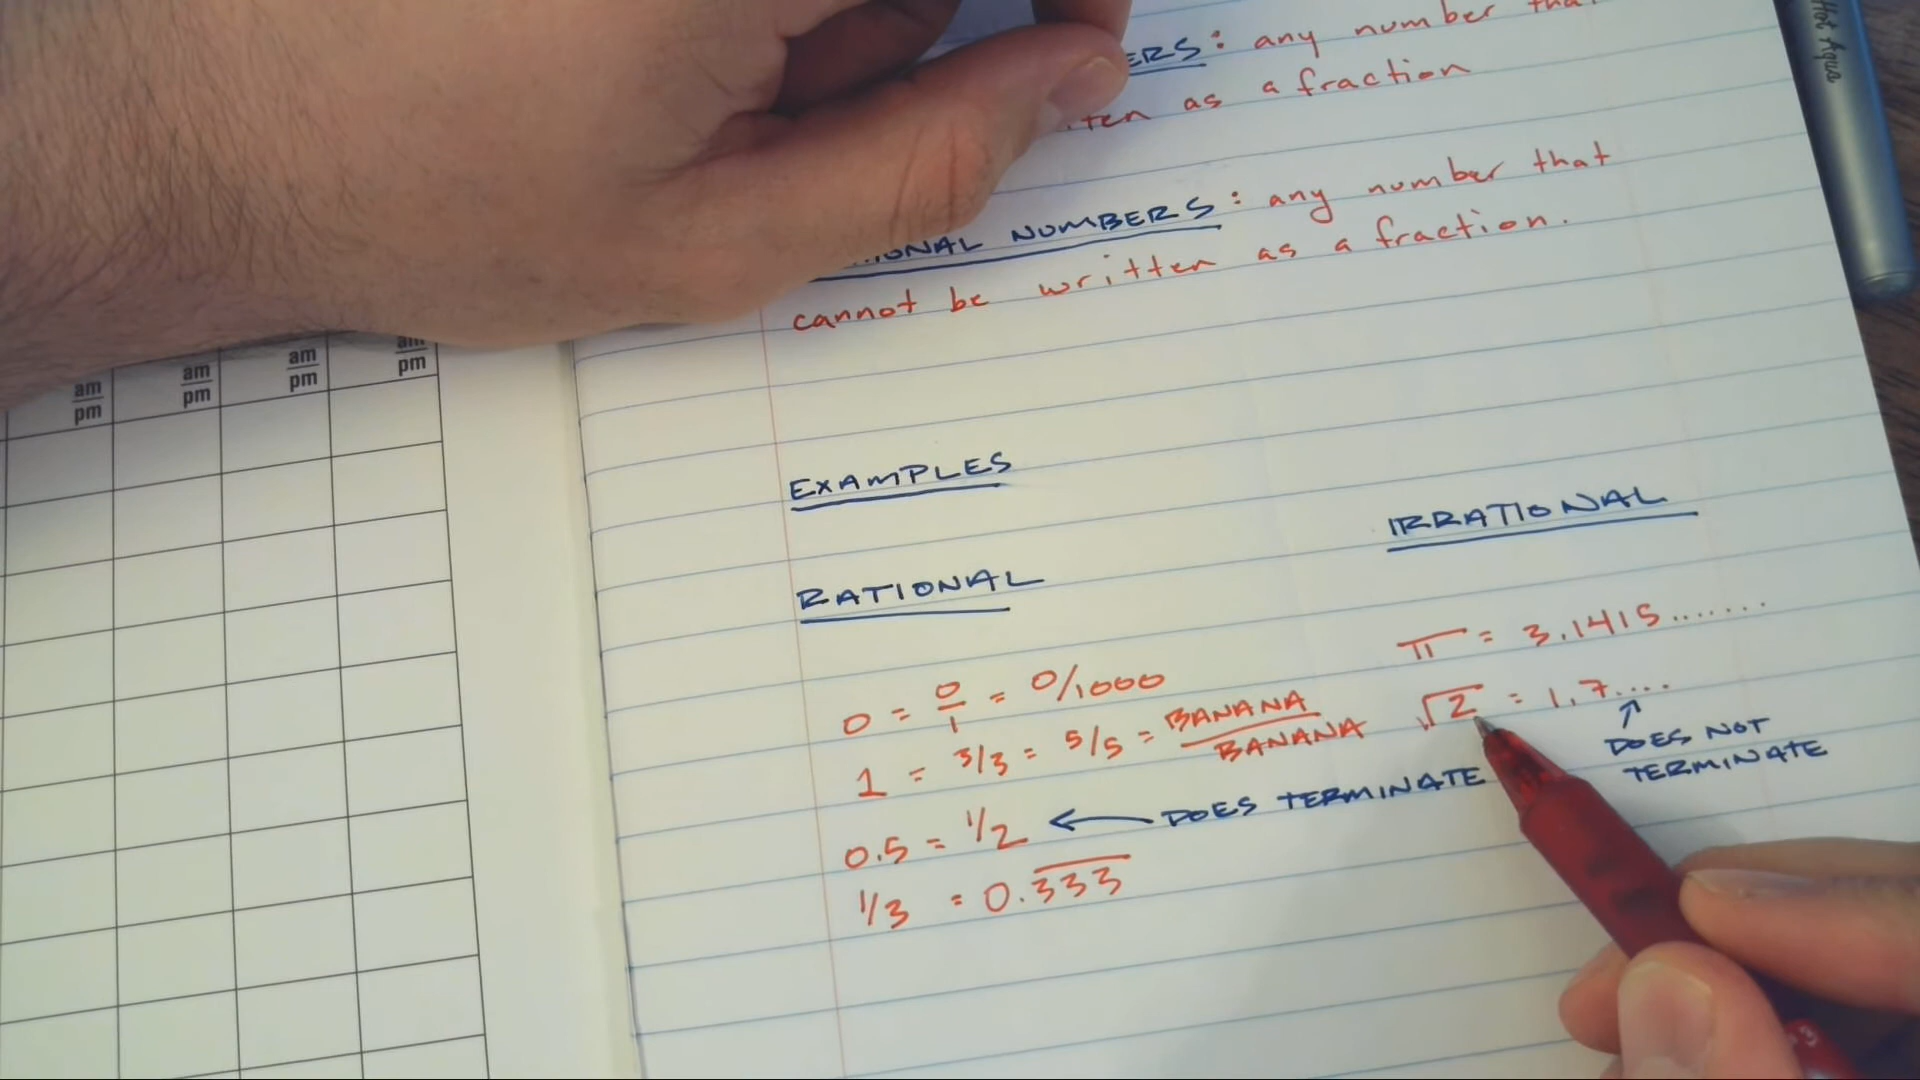 Hot Aqua
ERS: any number tha
ten as a fraction
IONAL NUMBERS: any number that
cannot be written as a fraction.
am am am am
pm pm pm pm
EXAMPLES
RATIONAL
0 = 0/1 = 0/1000
1 = 3/3 = 5/5 = BANANA/BANANA
0.5 = 1/2 ← DOES TERMINATE
1/3 = 0.333
IRRATIONAL
π = 3.1415.......
√2 = 1.7....
DOES NOT
TERMINATE